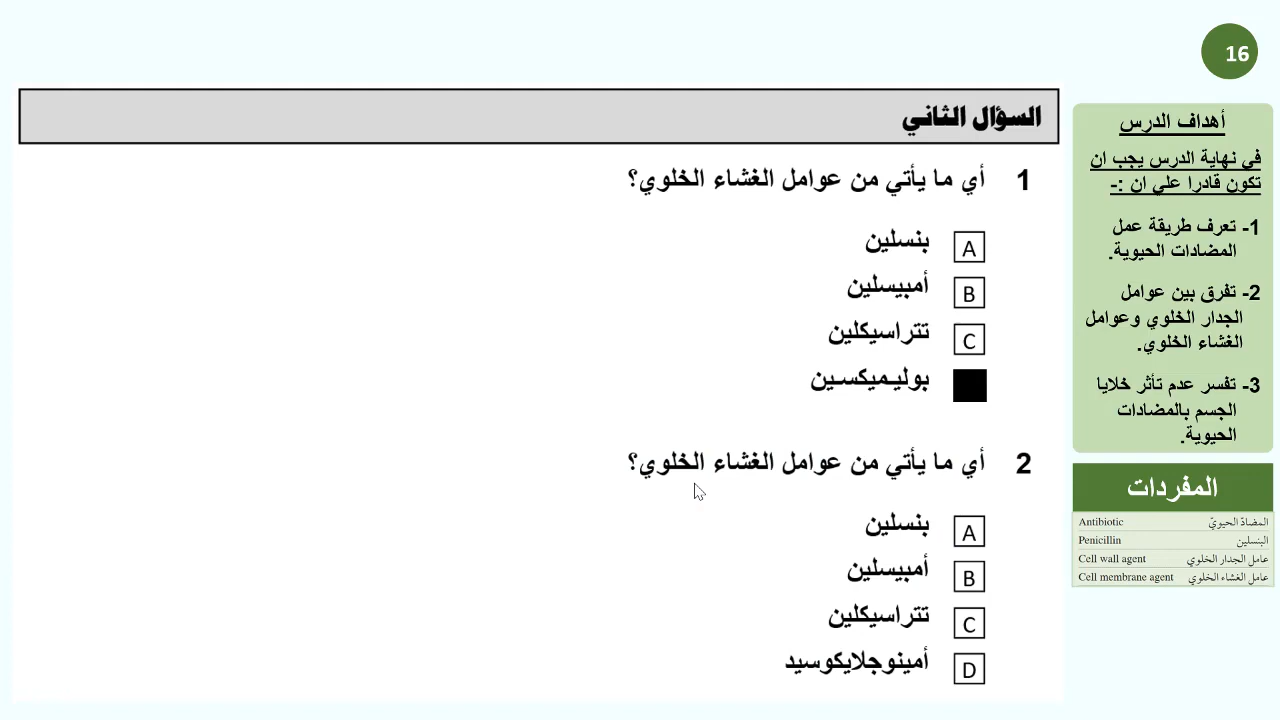 16
السؤال الثاني
1 أي ما يأتي من عوامل الغشاء الخلوي؟
A بنسلين
B أمبيسلين
C تتراسيكلين
بوليـميكسـين
2 أي ما يأتي من عوامل الغشاء الخلوي؟
A بنسلين
B أمبيسلين
C تتراسيكلين
D أمينوجلايكوسيد
أهداف الدرس
في نهاية الدرس يجب ان
تكون قادرا علي ان :-
1- تعرف طريقة عمل
المضادات الحيوية.
2- تفرق بين عوامل
الجدار الخلوي وعوامل
الغشاء الخلوي.
3- تفسر عدم تأثر خلايا
الجسم بالمضادات
الحيوية.
المفردات
المضادّ الحيويّ Antibiotic
البنسلين Penicillin
عامل الجدار الخلوي Cell wall agent
عامل الغشاء الخلوي Cell membrane agent